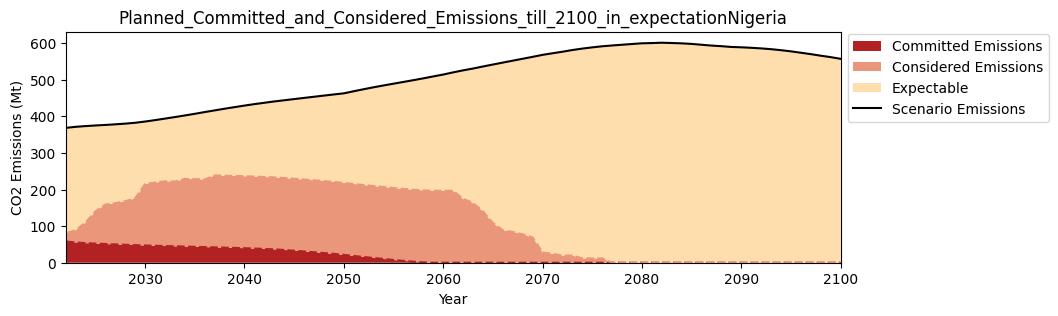 Planned_Committed_and_Considered_Emissions_till_2100_in_expectationNigeria
Committed Emissions
Considered Emissions
Expectable
Scenario Emissions
CO2 Emissions (Mt)
600
500
400
300
200
100
0
2030 2040 2050 2060 2070 2080 2090 2100
Year